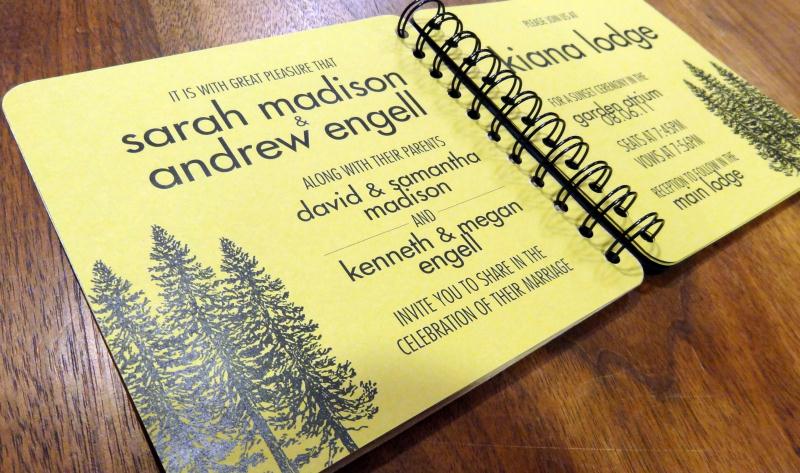 IT IS WITH GREAT PLEASURE THAT
sarah madison
&
andrew engell
ALONG WITH THEIR PARENTS
david & samantha
madison
AND
kenneth & megan
engell
INVITE YOU TO SHARE IN THE
CELEBRATION OF THEIR MARRIAGE
PLEASE JOIN US AT
kiana lodge
FOR A SUNSET CEREMONY IN THE
garden atrium
SEATS AT 7:45PM
VOWS AT 7:58PM
RECEPTION TO FOLLOW IN THE
main lodge